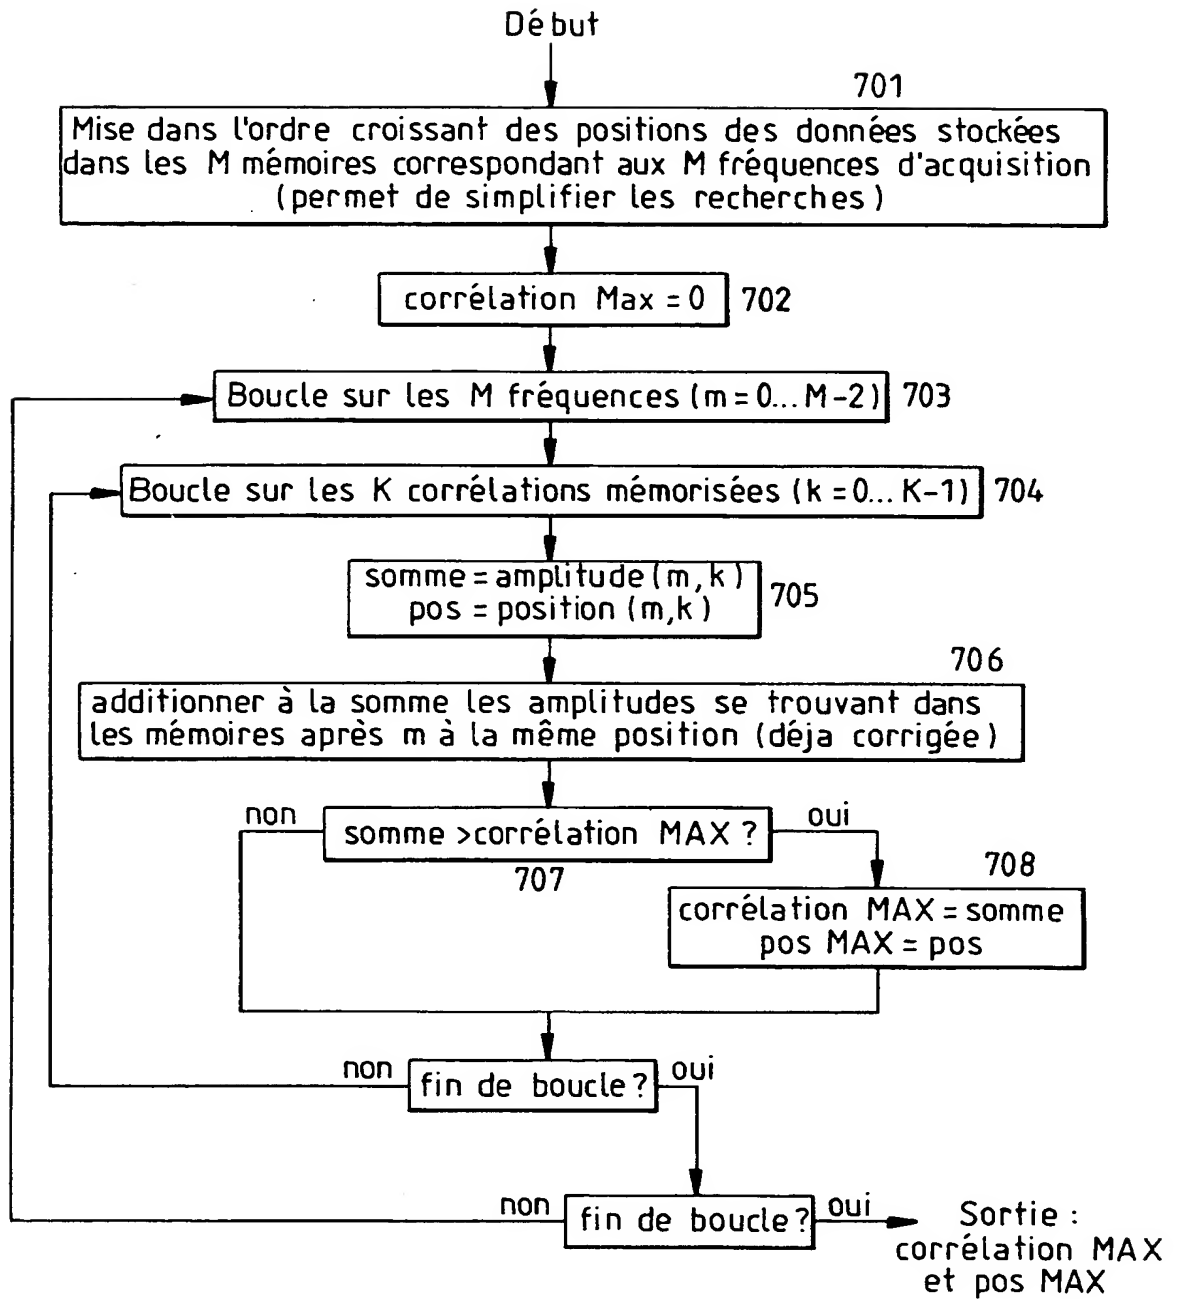 Début
701
Mise dans l'ordre croissant des positions des données stockées
dans les M mémoires correspondant aux M fréquences d'acquisition
(permet de simplifier les recherches)
corrélation Max = 0
702
Boucle sur les M fréquences (m = 0... M-2)
703
Boucle sur les K corrélations mémorisées (k = 0... K-1)
704
somme = amplitude (m, k)
pos = position (m,k)
705
706
additionner à la somme les amplitudes se trouvant dans
les mémoires après m à la même position (déja corrigée)
non
somme >corrélation MAX ?
oui
707
708
corrélation MAX = somme
pos MAX = pos
non
fin de boucle ?
oui
non
fin de boucle ?
oui
Sortie :
corrélation MAX
et pos MAX